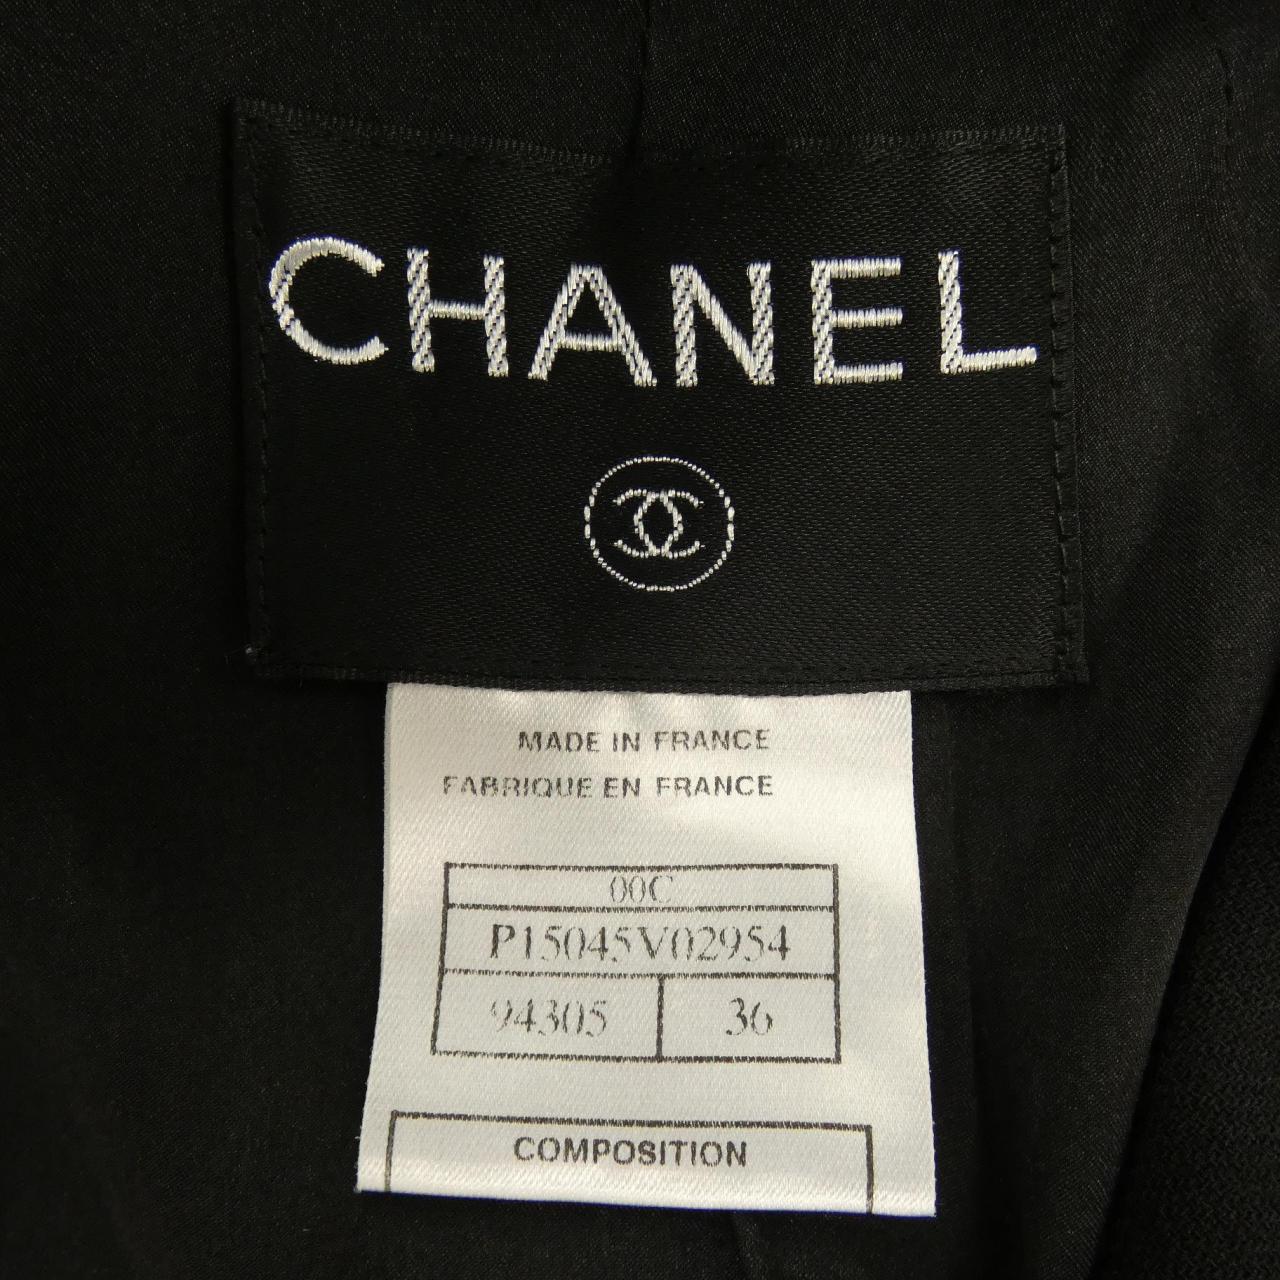 CHANEL
MADE IN FRANCE
FABRIQUE EN FRANCE
00C
P15045V02954
94305 36
COMPOSITION